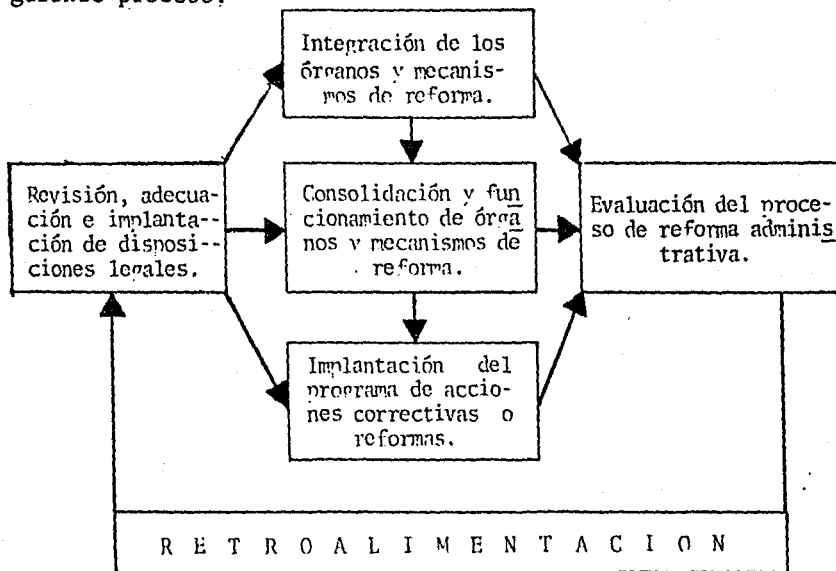 guiente proceso:
Integración de los
órganos y mecanis-
mos de reforma.
Revisión, adecua-
ción e implanta--
ción de disposi--
ciones legales.
Consolidación y fun
cionamiento de órga
nos y mecanismos de
reforma.
Evaluación del proce-
so de reforma adminis
trativa.
Implantación del
programa de accio-
nes correctivas o
reformas.
R E T R O A L I M E N T A C I O N